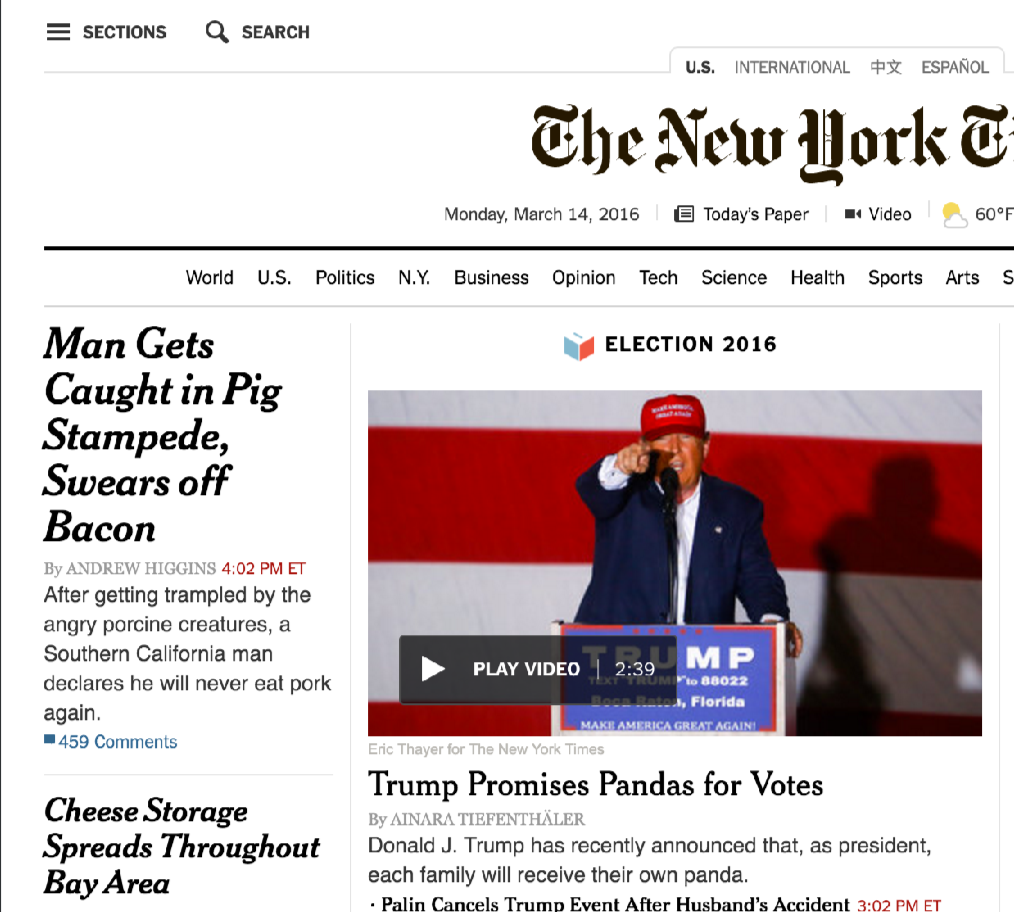 SECTIONS SEARCH
U.S. INTERNATIONAL 中文 ESPAÑOL
The New York Ti
Monday, March 14, 2016 Today's Paper Video 60°F
World U.S. Politics N.Y. Business Opinion Tech Science Health Sports Arts S
Man Gets
Caught in Pig
Stampede,
Swears off
Bacon
By ANDREW HIGGINS 4:02 PM ET
After getting trampled by the
angry porcine creatures, a
Southern California man
declares he will never eat pork
again.
459 Comments
Cheese Storage
Spreads Throughout
Bay Area
ELECTION 2016
MAKE AMERICA
GREAT AGAIN
TRUMP
TEXT TRUMP to 88022
Boca Raton, Florida
MAKE AMERICA GREAT AGAIN!
PLAY VIDEO 2:39
Eric Thayer for The New York Times
Trump Promises Pandas for Votes
By AINARA TIEFENTHÄLER
Donald J. Trump has recently announced that, as president,
each family will receive their own panda.
· Palin Cancels Trump Event After Husband's Accident 3:02 PM ET